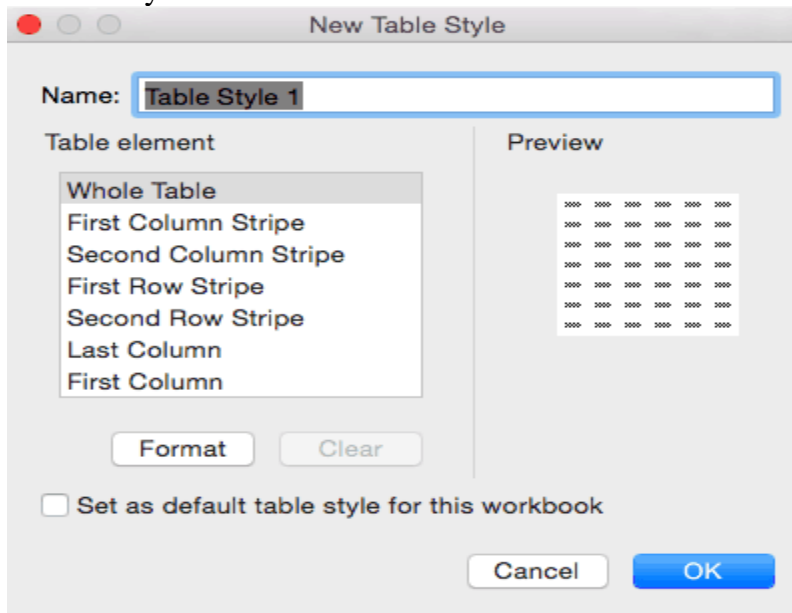 New Table Style
Name: Table Style 1
Table element
Preview
Whole Table
First Column Stripe
Second Column Stripe
First Row Stripe
Second Row Stripe
Last Column
First Column
Format Clear
Set as default table style for this workbook
Cancel OK